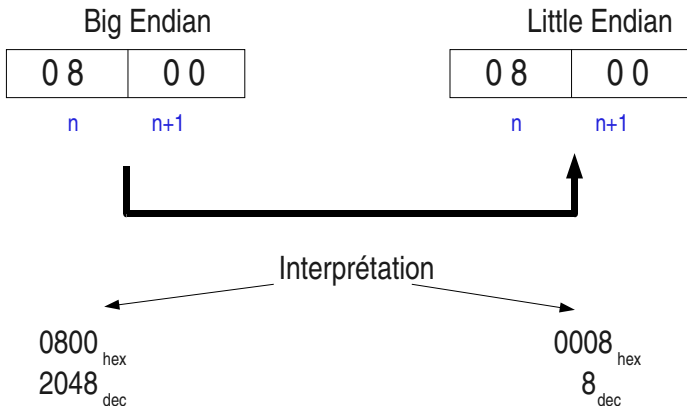 Big Endian
Little Endian
0 8 0 0
0 8 0 0
n n+1
n n+1
Interprétation
0800 hex
2048 dec
0008 hex
8 dec